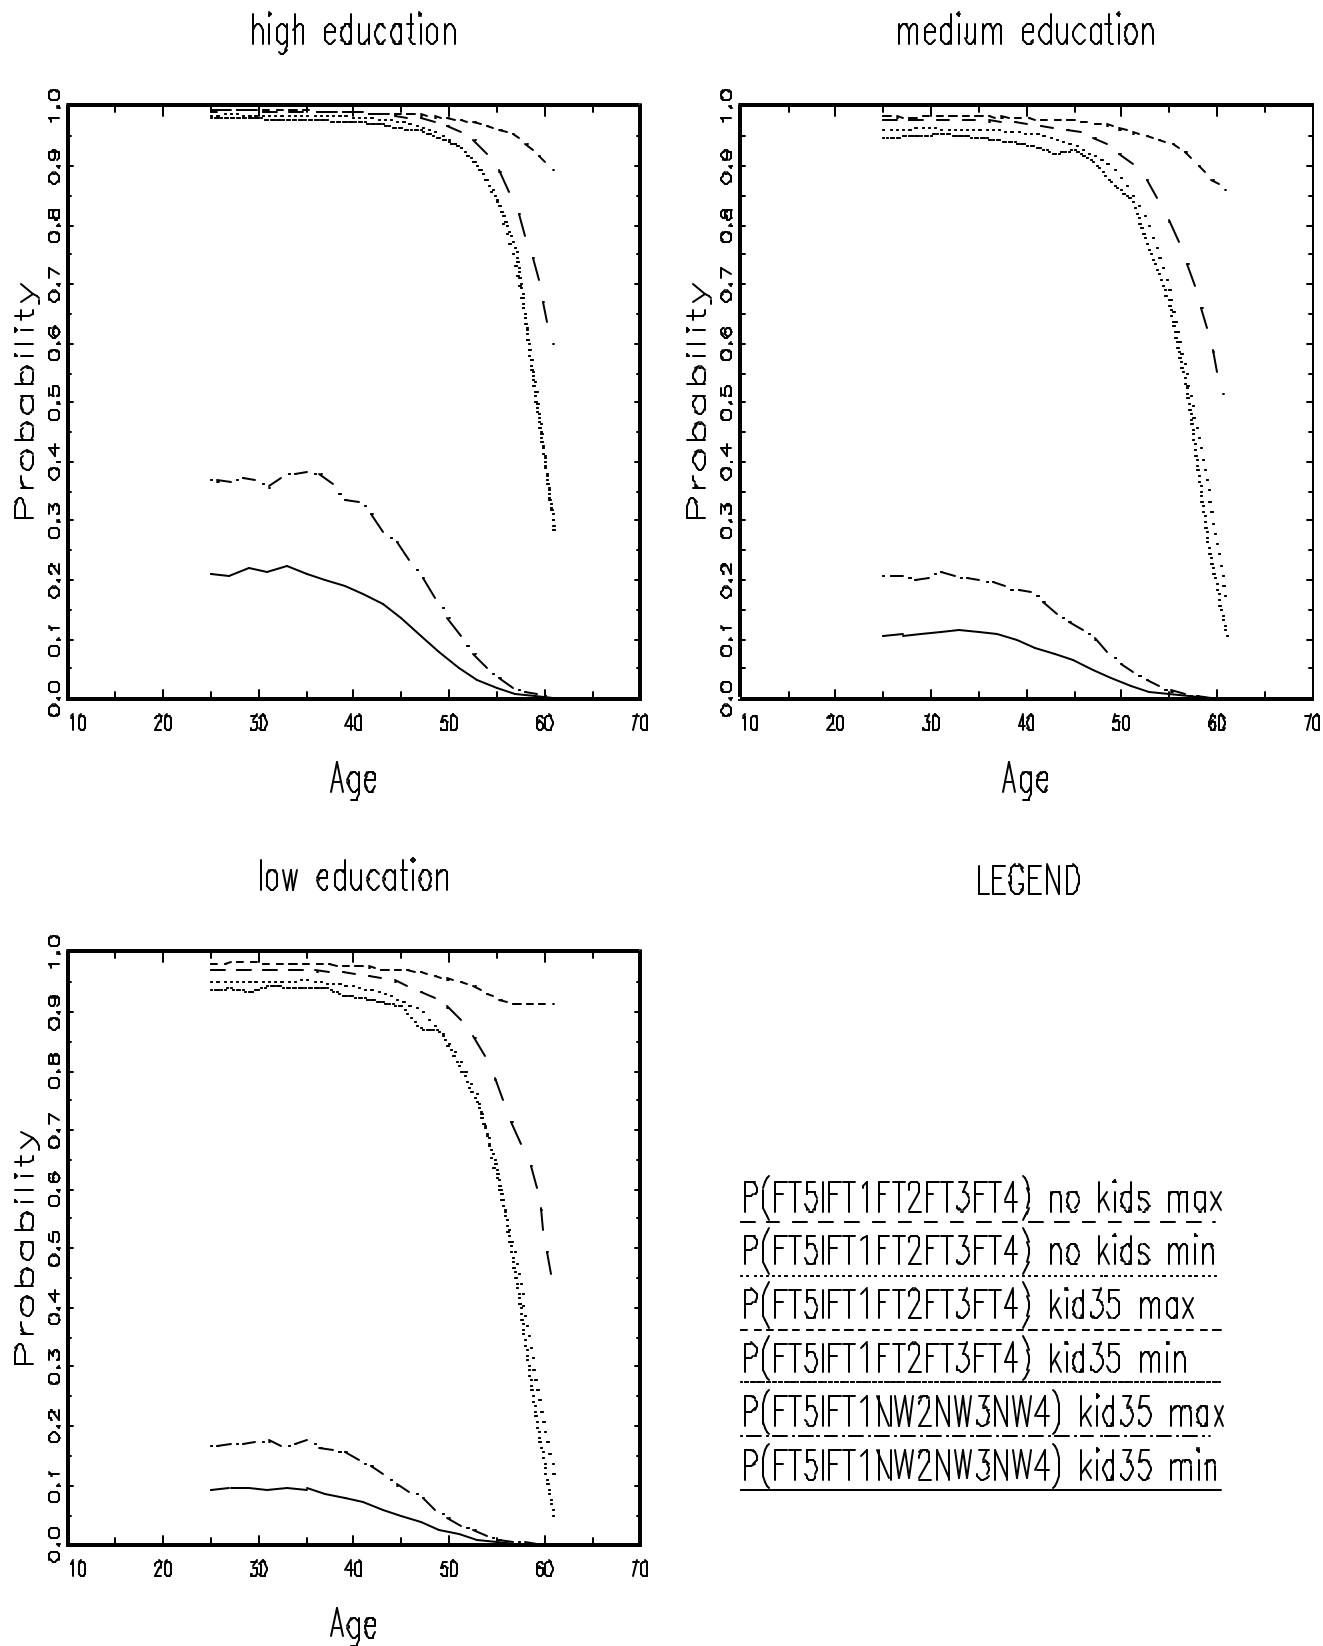 high education
1.0
0.9
0.8
0.7
0.6
0.5
0.4
0.3
0.2
0.1
0.0
Probability
10 20 30 40 50 60 70
Age
medium education
1.0
0.9
0.8
0.7
0.6
0.5
0.4
0.3
0.2
0.1
0.0
Probability
10 20 30 40 50 60 70
Age
low education
1.0
0.9
0.8
0.7
0.6
0.5
0.4
0.3
0.2
0.1
0.0
Probability
10 20 30 40 50 60 70
Age
LEGEND
P(FT5|FT1FT2FT3FT4) no kids max
P(FT5|FT1FT2FT3FT4) no kids min
P(FT5|FT1FT2FT3FT4) kid35 max
P(FT5|FT1FT2FT3FT4) kid35 min
P(FT5|FT1NW2NW3NW4) kid35 max
P(FT5|FT1NW2NW3NW4) kid35 min